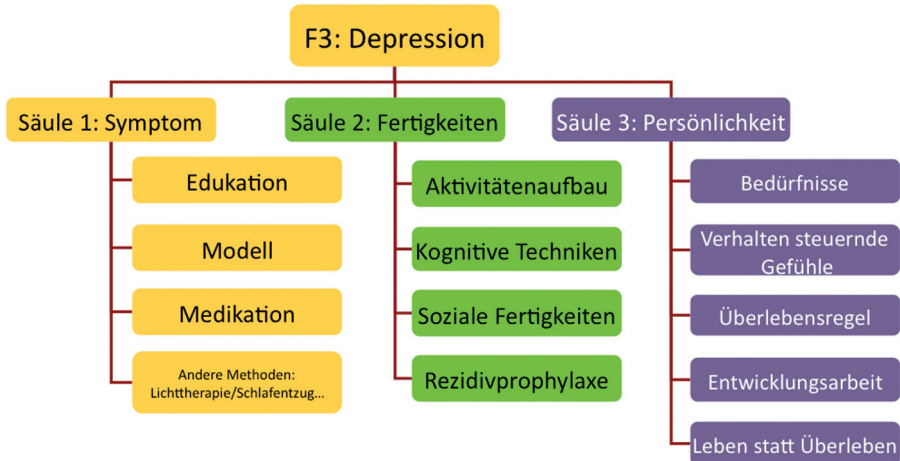 F3: Depression
Säule 1: Symptom
Edukation
Modell
Medikation
Andere Methoden:
Lichttherapie/Schlafentzug...
Säule 2: Fertigkeiten
Aktivitätenaufbau
Kognitive Techniken
Soziale Fertigkeiten
Rezidivprophylaxe
Säule 3: Persönlichkeit
Bedürfnisse
Verhalten steuernde
Gefühle
Überlebensregel
Entwicklungsarbeit
Leben statt Überleben